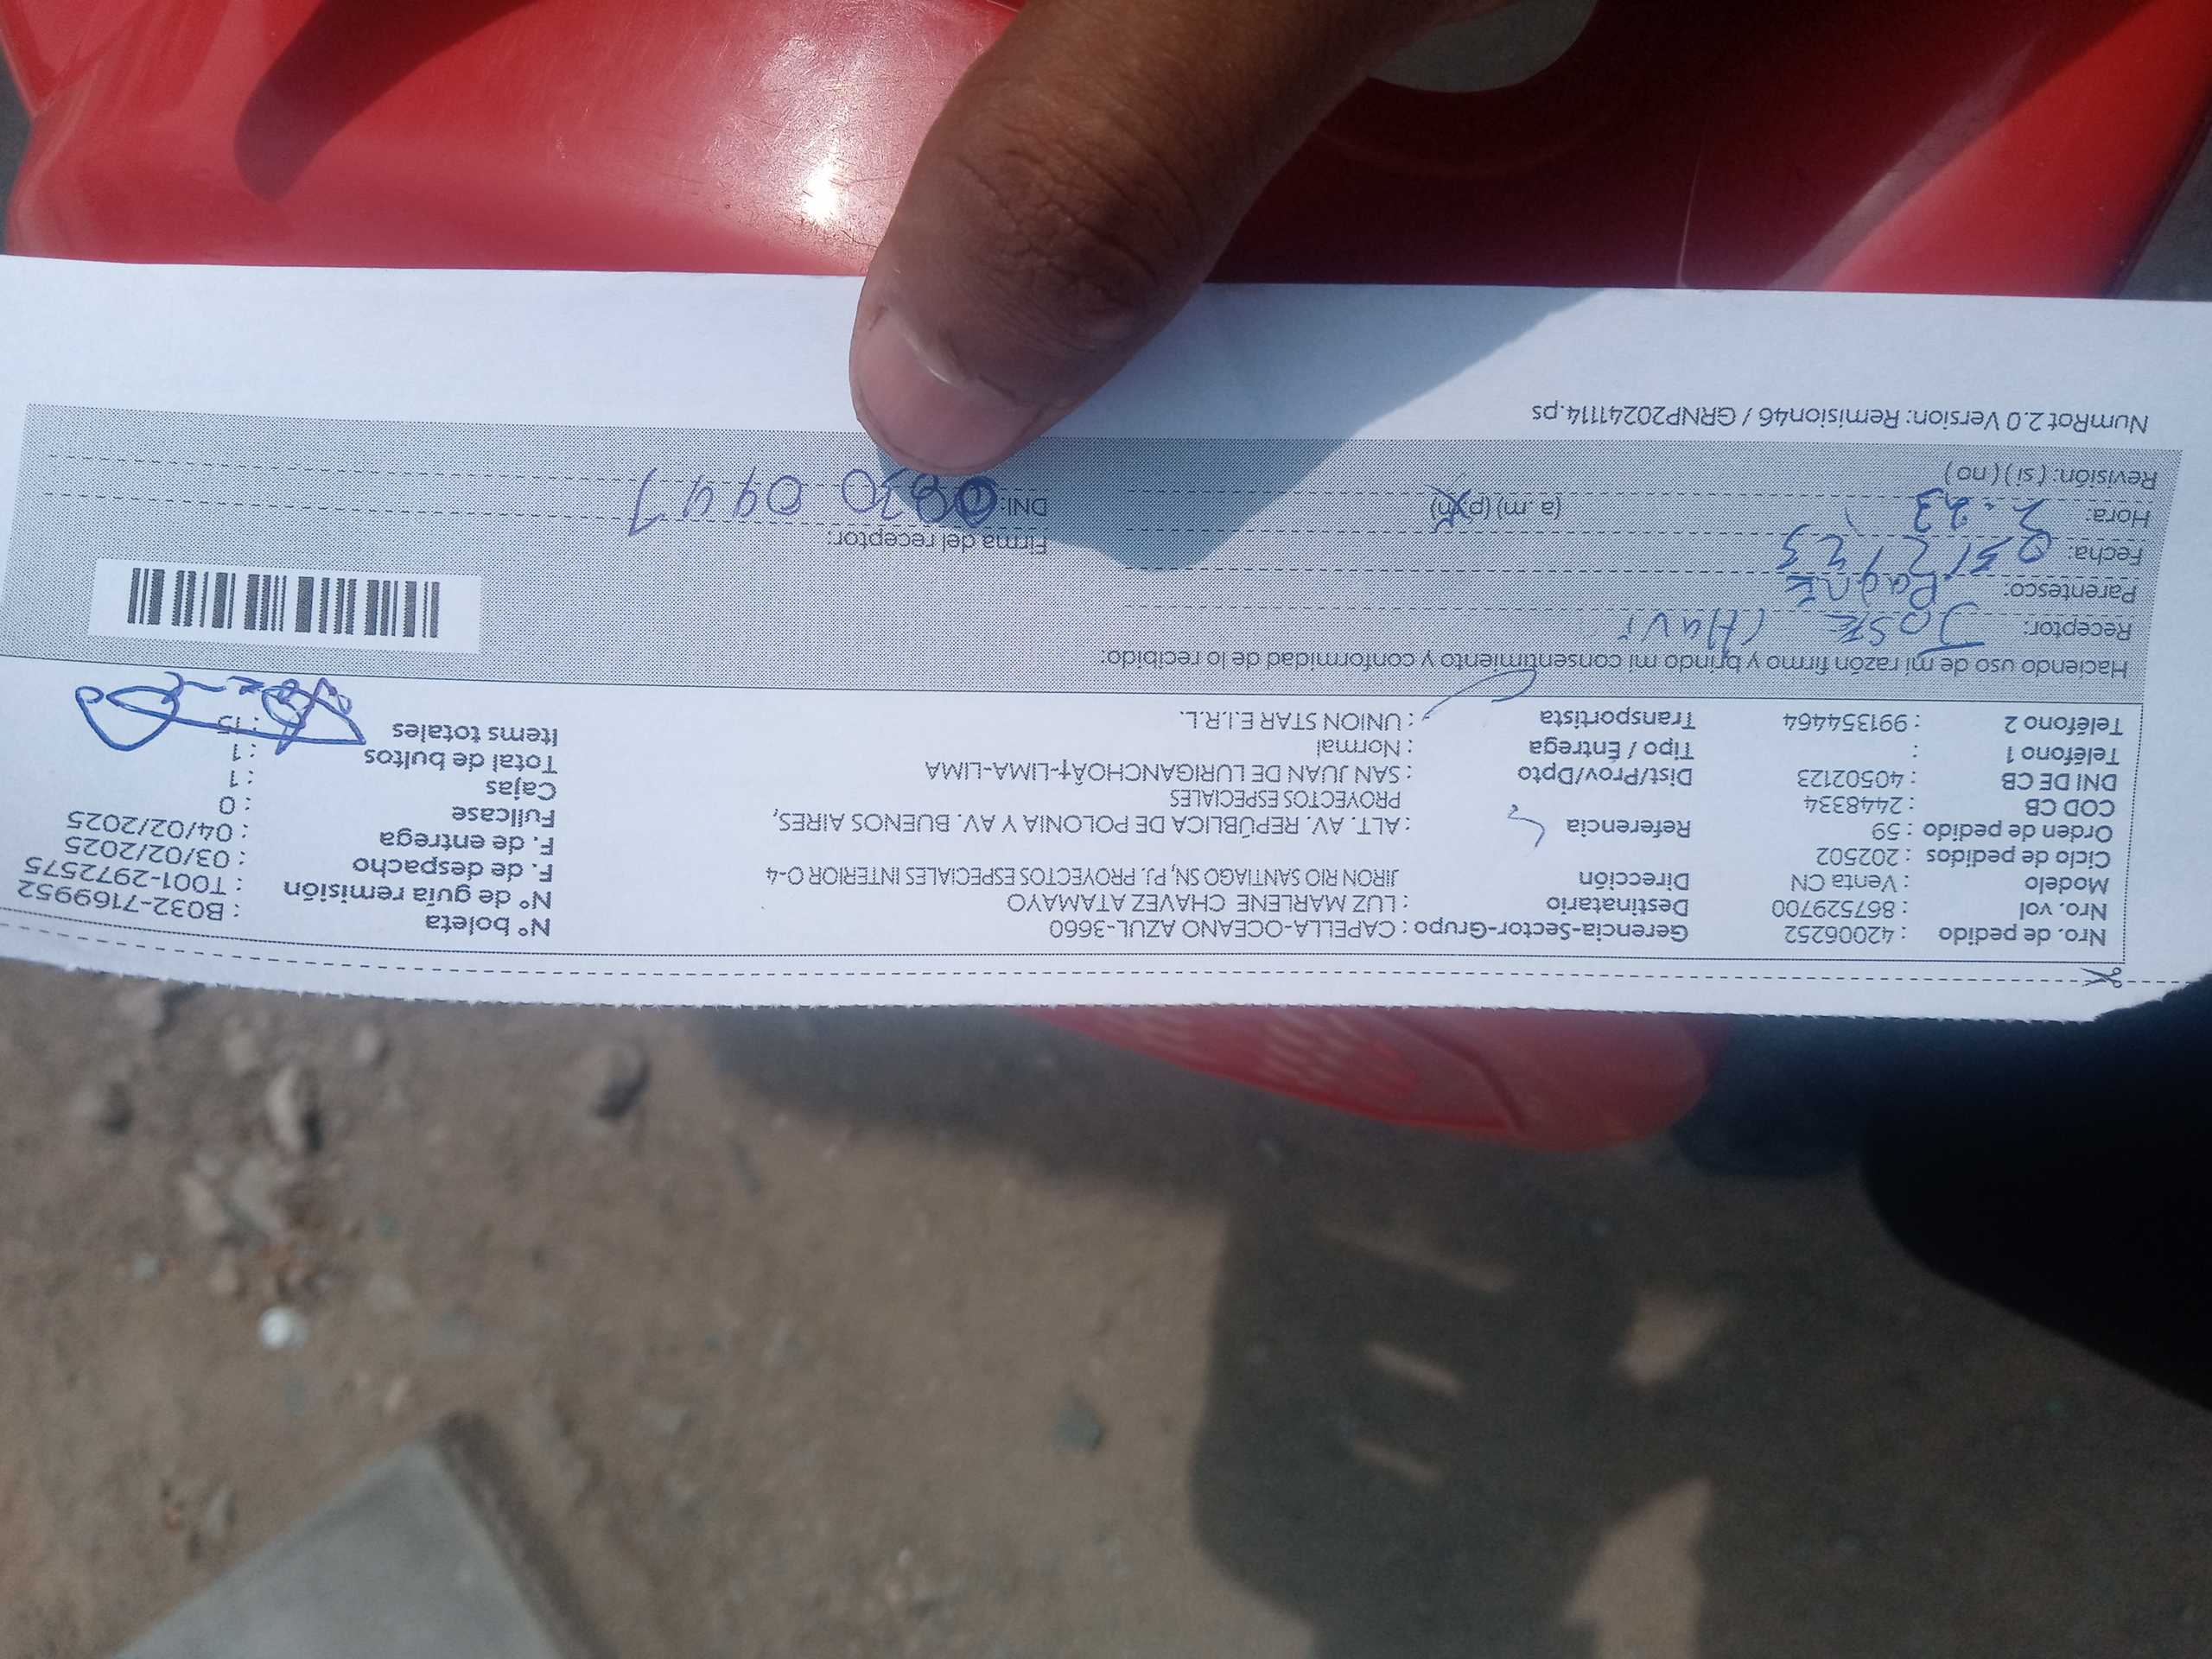 Nro. de pedido : 42006252 Gerencia-Sector-Grupo : CAPELLA-OCEANO AZUL-3660 N° boleta : B032-7169952
Nro. vol : 867529700 Destinatario : LUZ MARLENE CHAVEZ ATAMAYO N° de guía remisión : T001-2972575
Modelo : Venta CN Dirección JIRON RIO SANTIAGO SN, PJ. PROYECTOS ESPECIALES INTERIOR O-4 F. de despacho : 03/02/2025
Ciclo de pedidos : 202502 F. de entrega : 04/02/2025
Orden de pedido : 59 Referencia : ALT. AV. REPÚBLICA DE POLONIA Y AV. BUENOS AIRES, Fullcase : 0
COD CB : 2448334 PROYECTOS ESPECIALES Cajas : 1
DNI DE CB : 40502123 Dist/Prov/Dpto : SAN JUAN DE LURIGANCHOÂ†-LIMA-LIMA Total de bultos : 1
Teléfono 1 : Tipo / Entrega : Normal Items totales : 15
Teléfono 2 : 991354464 Transportista : UNION STAR E.I.R.L.
Haciendo uso de mi razón firmo y brindo mi consentimiento y conformidad de lo recibido:
Receptor: JOSE
Parentesco: Padre
Fecha:
Hora: 2:23 (a.m) (p.m)
Revisión: (si) (no)
Firma del receptor:
DNI: 0947
NumRot 2.0 Version: Remision46 / GRNP20241114.ps